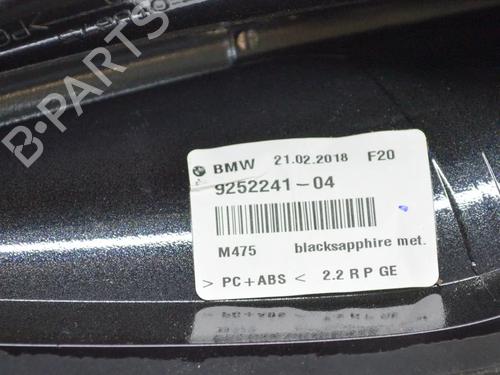 B-PARTS
BMW 21.02.2018 F20
9252241-04
M475 blacksapphire met.
> PC+ABS < 2.2 R P GE